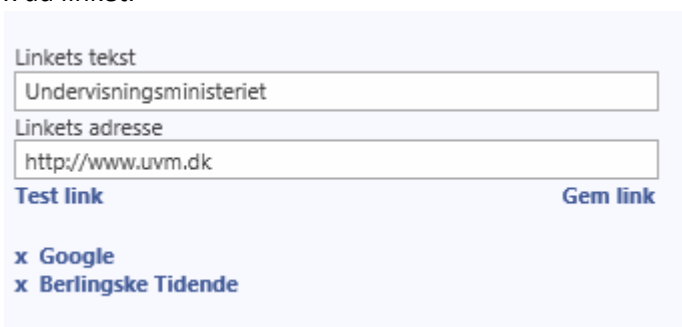 Linkets tekst
Undervisningsministeriet
Linkets adresse
http://www.uvm.dk
Test link Gem link
x Google
x Berlingske Tidende